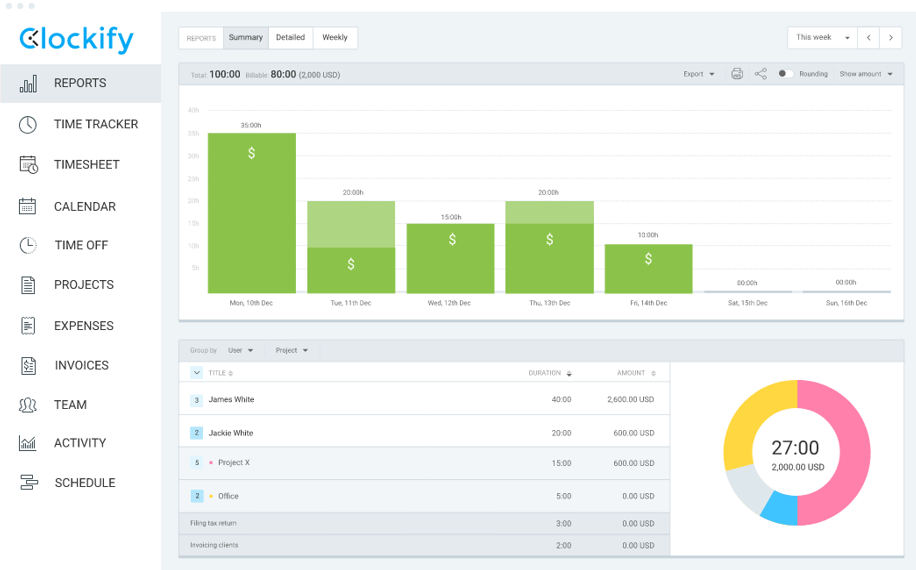 Clockify
REPORTS
TIME TRACKER
TIMESHEET
CALENDAR
TIME OFF
PROJECTS
EXPENSES
INVOICES
TEAM
ACTIVITY
SCHEDULE
REPORTS Summary Detailed Weekly This week
Total: 100:00 Billable: 80:00 (2,000 USD) Export Rounding Show amount
40h
35h
30h
25h
20h
15h
10h
5h
35:00h
20:00h
15:00h
20:00h
10:00h
00:00h
00:00h
$
$
$
$
$
Mon, 10th Dec Tue, 11th Dec Wed, 12th Dec Thu, 13th Dec Fri, 14th Dec Sat, 15th Dec Sun, 16th Dec
Group by User Project
TITLE DURATION AMOUNT
3 James White 40:00 2,600.00 USD
2 Jackie White 20:00 600.00 USD
5 Project X 15:00 600.00 USD
2 Office 5:00 0.00 USD
Filing tax return 3:00 0.00 USD
Invoicing clients 2:00 0.00 USD
27:00
2,000.00 USD